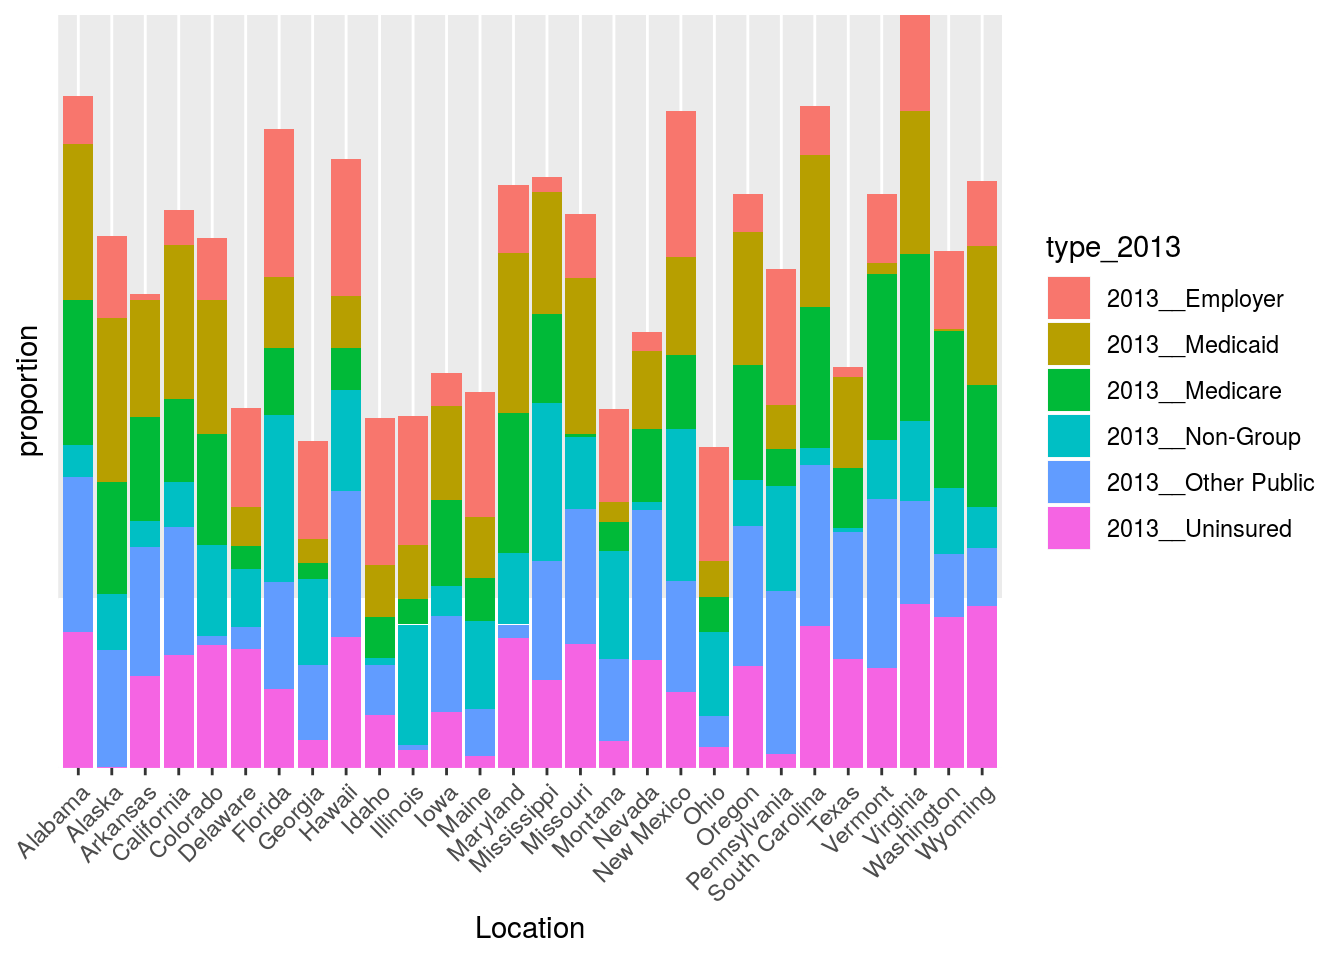 proportion
Alabama
Alaska
Arkansas
California
Colorado
Delaware
Florida
Georgia
Hawaii
Idaho
Illinois
Iowa
Maine
Maryland
Mississippi
Missouri
Montana
Nevada
New Mexico
Ohio
Oregon
Pennsylvania
South Carolina
Texas
Vermont
Virginia
Washington
Wyoming
Location
type_2013
2013__Employer
2013__Medicaid
2013__Medicare
2013__Non-Group
2013__Other Public
2013__Uninsured